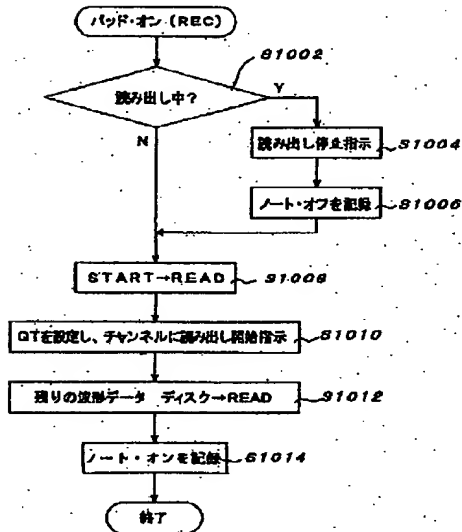 パッド・オン (REC)
S1002
読み出し中？
Y
N
読み出し停止指示
S1004
ノート・オフを記録
S1006
START→READ
S1008
GTを設定し、チャンネルに読み出し開始指示
S1010
残りの波形データ ディスク→READ
S1012
ノート・オンを記録
S1014
終了